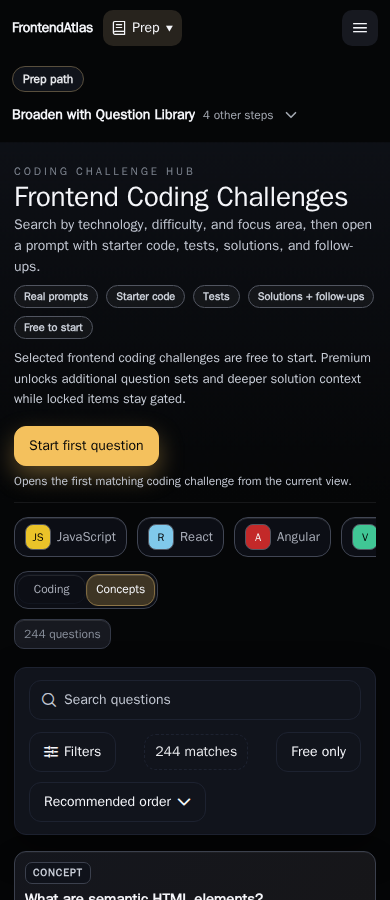 FrontendAtlas Prep
Prep path
Broaden with Question Library 4 other steps
CODING CHALLENGE HUB
Frontend Coding Challenges
Search by technology, difficulty, and focus area, then open
a prompt with starter code, tests, solutions, and follow-
ups.
Real prompts Starter code Tests Solutions + follow-ups
Free to start
Selected frontend coding challenges are free to start. Premium
unlocks additional question sets and deeper solution context
while locked items stay gated.
Start first question
Opens the first matching coding challenge from the current view.
JS JavaScript R React A Angular V
Coding Concepts
244 questions
Search questions
Filters 244 matches Free only
Recommended order
CONCEPT
What are semantic HTML elements?